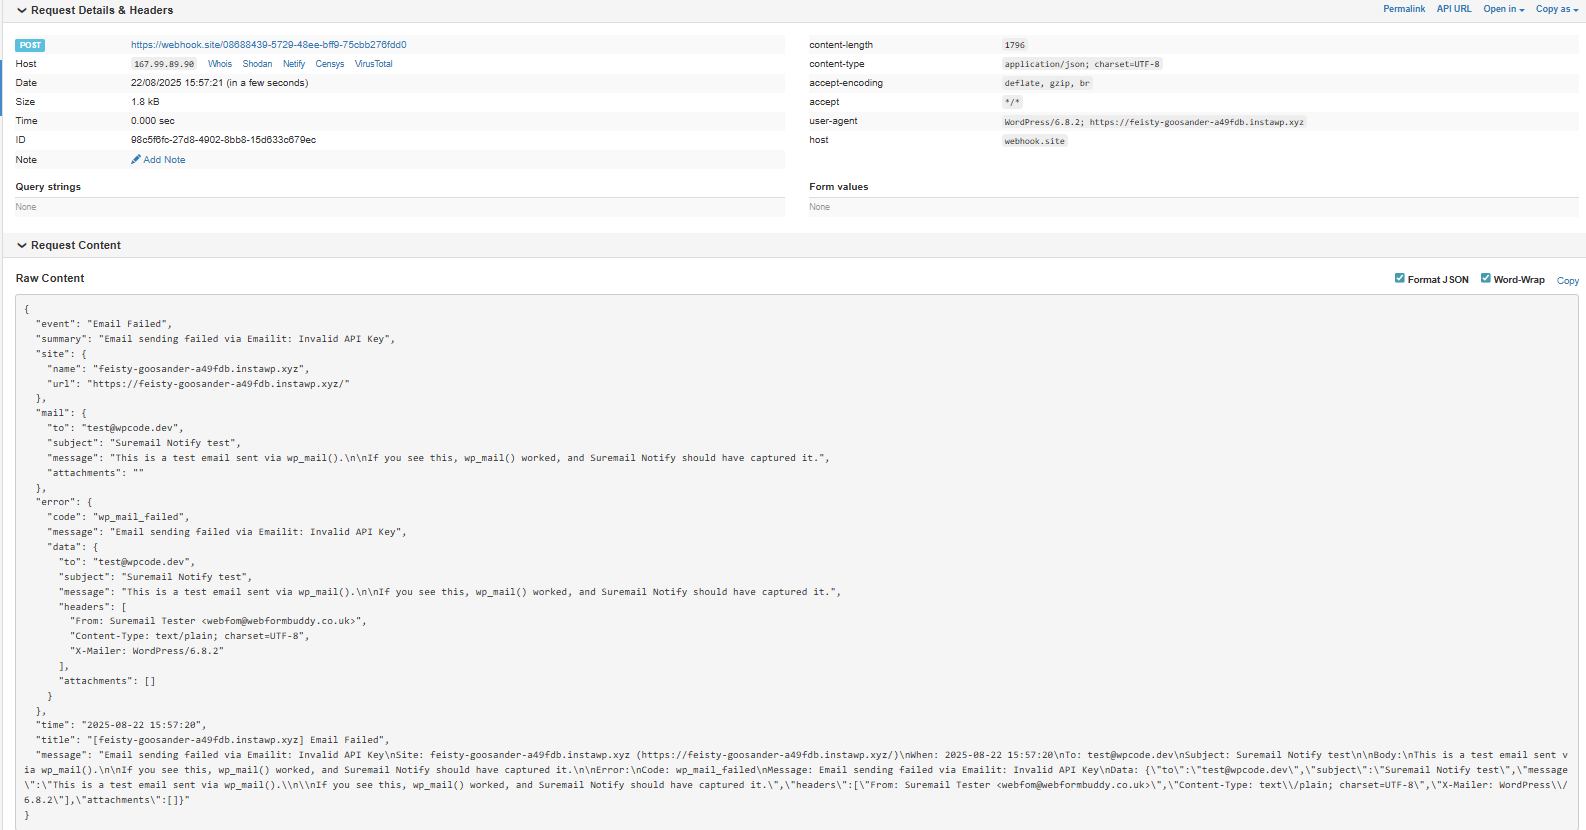 Request Details & Headers
Permalink API URL Open in Copy as
POST https://webhook.site/08688439-5729-48ee-bff9-75cbb276fdd0
Host 167.99.89.90 Whois Shodan Netify Censys VirusTotal
Date 22/08/2025 15:57:21 (in a few seconds)
Size 1.8 kB
Time 0.000 sec
ID 98c5f6fc-27d8-4902-8bb8-15d633c679ec
Note Add Note
content-length 1796
content-type application/json; charset=UTF-8
accept-encoding deflate, gzip, br
accept */*
user-agent WordPress/6.8.2; https://feisty-goosander-a49fdb.instawp.xyz
host webhook.site
Query strings
None
Form values
None
Request Content
Raw Content
Format JSON Word-Wrap Copy
{
"event": "Email Failed",
"summary": "Email sending failed via Emailit: Invalid API Key",
"site": {
"name": "feisty-goosander-a49fdb.instawp.xyz",
"url": "https://feisty-goosander-a49fdb.instawp.xyz/"
},
"mail": {
"to": "test@wpcode.dev",
"subject": "Suremail Notify test",
"message": "This is a test email sent via wp_mail().\n\nIf you see this, wp_mail() worked, and Suremail Notify should have captured it.",
"attachments": ""
},
"error": {
"code": "wp_mail_failed",
"message": "Email sending failed via Emailit: Invalid API Key",
"data": {
"to": "test@wpcode.dev",
"subject": "Suremail Notify test",
"message": "This is a test email sent via wp_mail().\n\nIf you see this, wp_mail() worked, and Suremail Notify should have captured it.",
"headers": [
"From: Suremail Tester <webfom@webformbuddy.co.uk>",
"Content-Type: text/plain; charset=UTF-8",
"X-Mailer: WordPress/6.8.2"
],
"attachments": []
}
},
"time": "2025-08-22 15:57:20",
"title": "[feisty-goosander-a49fdb.instawp.xyz] Email Failed",
"message": "Email sending failed via Emailit: Invalid API Key\nSite: feisty-goosander-a49fdb.instawp.xyz (https://feisty-goosander-a49fdb.instawp.xyz/)\nWhen: 2025-08-22 15:57:20\nTo: test@wpcode.dev\nSubject: Suremail Notify test\n\nBody:\nThis is a test email sent v
ia wp_mail().\n\nIf you see this, wp_mail() worked, and Suremail Notify should have captured it.\n\nError:\nCode: wp_mail_failed\nMessage: Email sending failed via Emailit: Invalid API Key\nData: {\"to\":\"test@wpcode.dev\",\"subject\":\"Suremail Notify test\",\"message
\":\"This is a test email sent via wp_mail().\\n\\nIf you see this, wp_mail() worked, and Suremail Notify should have captured it.\",\"headers\":[\"From: Suremail Tester <webfom@webformbuddy.co.uk>\",\"Content-Type: text\\/plain; charset=UTF-8\",\"X-Mailer: WordPress\\/
6.8.2\"],\"attachments\":[]}"
}